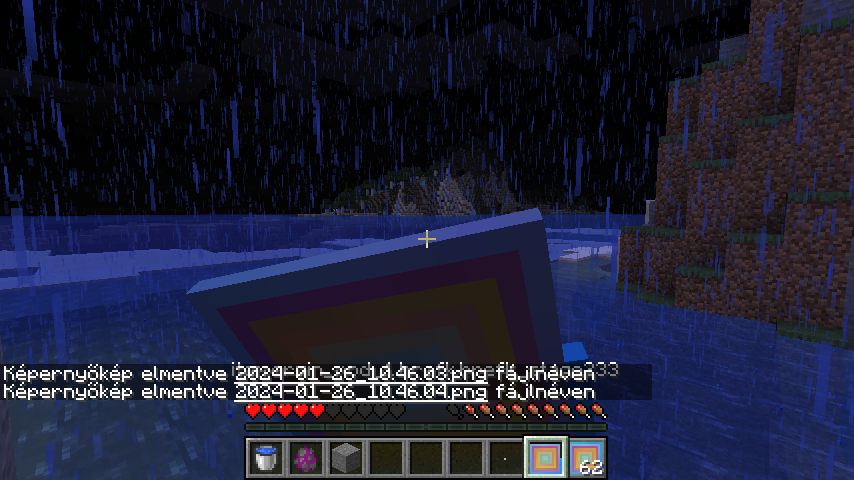 Képernyőkép elmentve 2024-01-26_10.46.03.png fájlnéven
Képernyőkép elmentve 2024-01-26_10.46.04.png fájlnéven
62